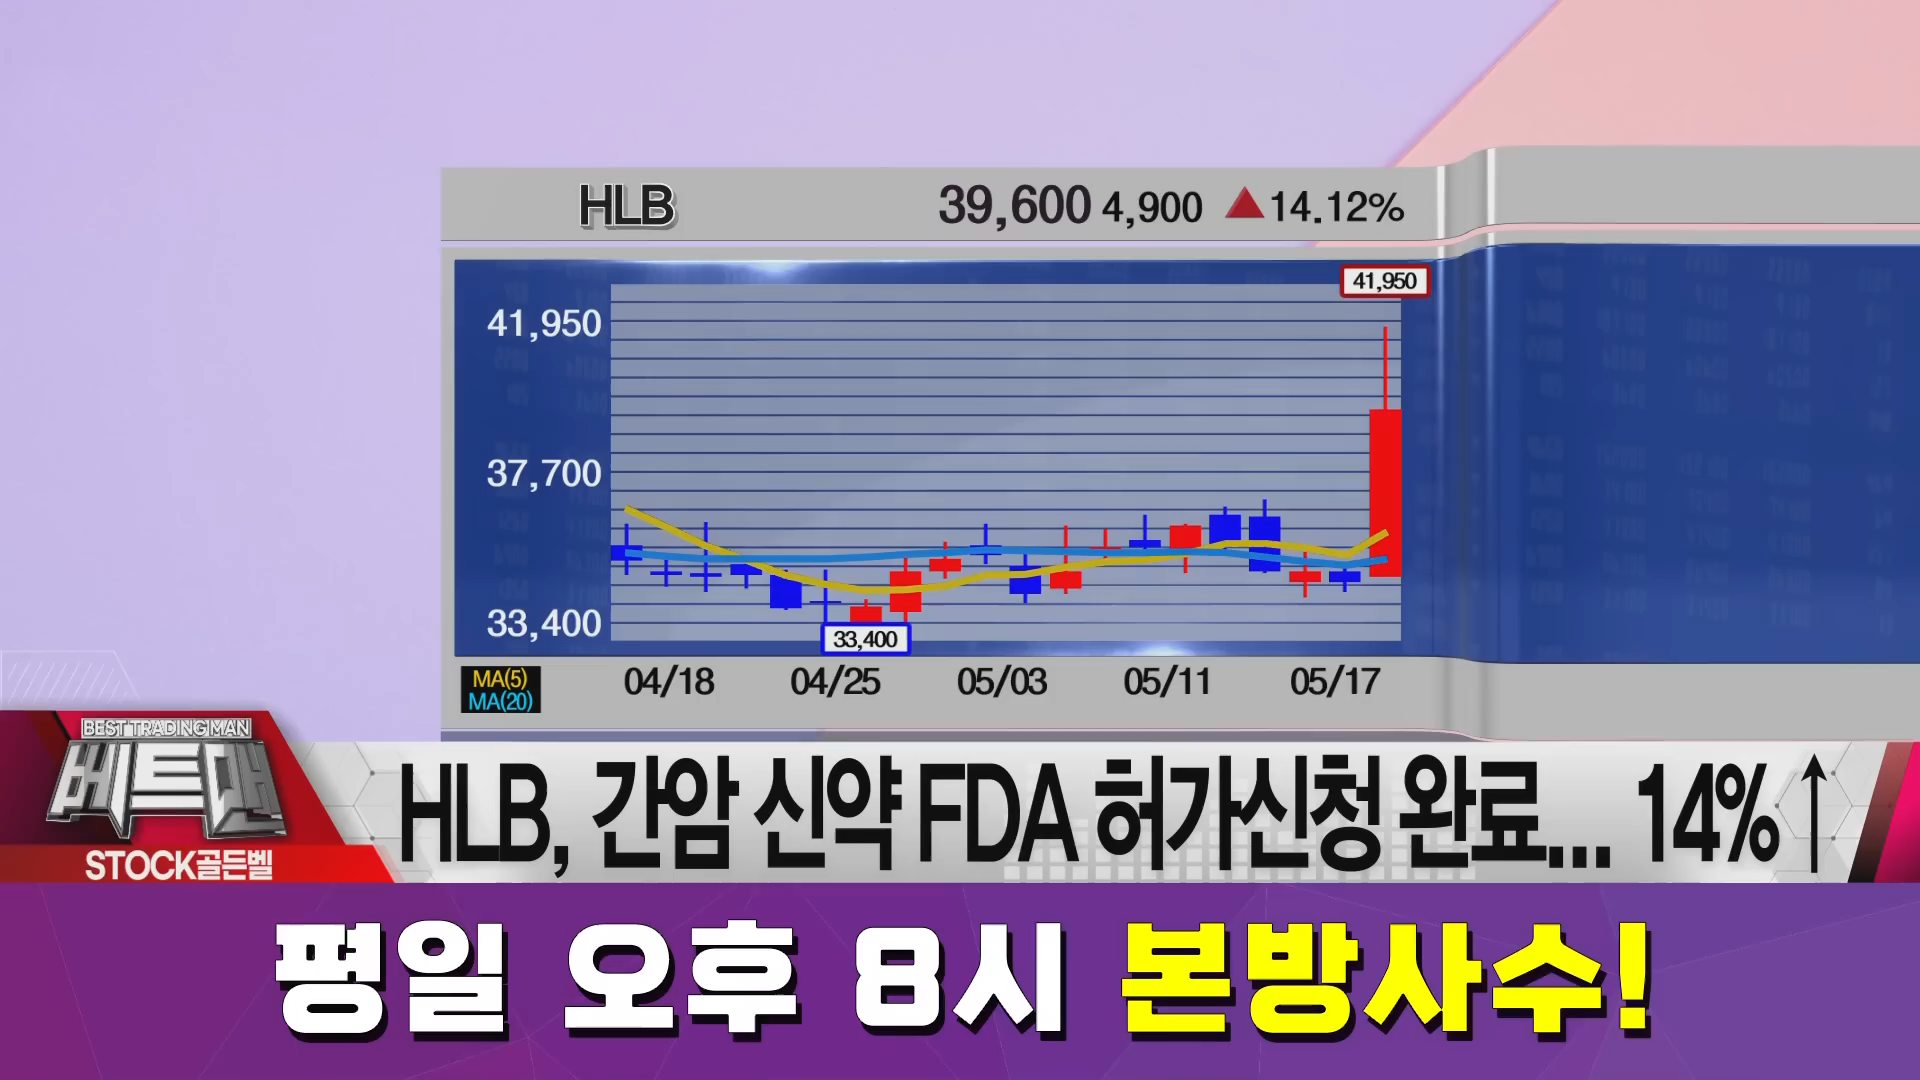 HLB 39,600 4,900 ▲14.12%
41,950
41,950
37,700
33,400
33,400
MA(5)
MA(20)
04/18 04/25 05/03 05/11 05/17
BEST TRADING MAN
베트맨
STOCK골든벨
HLB, 간암 신약 FDA 허가신청 완료... 14%↑
평일 오후 8시 본방사수!